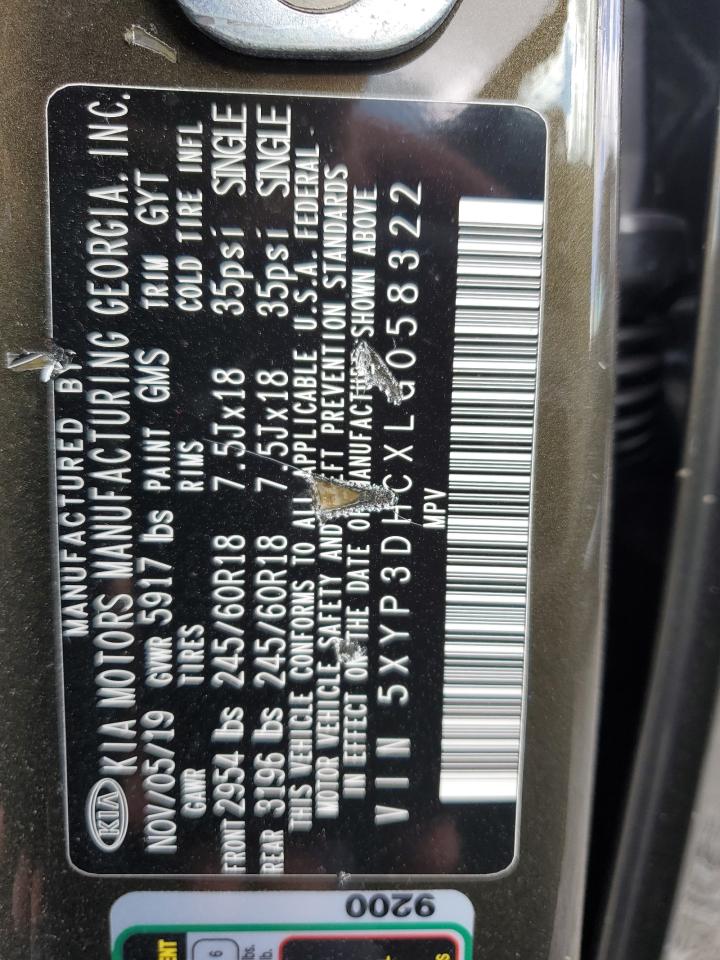 MANUFACTURED BY
KIA KIA MOTORS MANUFACTURING GEORGIA. INC.
NOV/05/19 GVWR 5917 lbs PAINT GMS TRIM GYT
GAWR TIRES RIMS COLD TIRE INFL
FRONT 2954 lbs 245/60R18 7.5Jx18 35psi SINGLE
REAR 3196 lbs 245/60R18 7.5Jx18 35psi SINGLE
THIS VEHICLE CONFORMS TO ALL APPLICABLE U.S.A. FEDERAL
MOTOR VEHICLE SAFETY AND THEFT PREVENTION STANDARDS
IN EFFECT ON THE DATE OF MANUFACTURE SHOWN ABOVE
VIN 5XYP3DHCXLG058322
MPV
9200